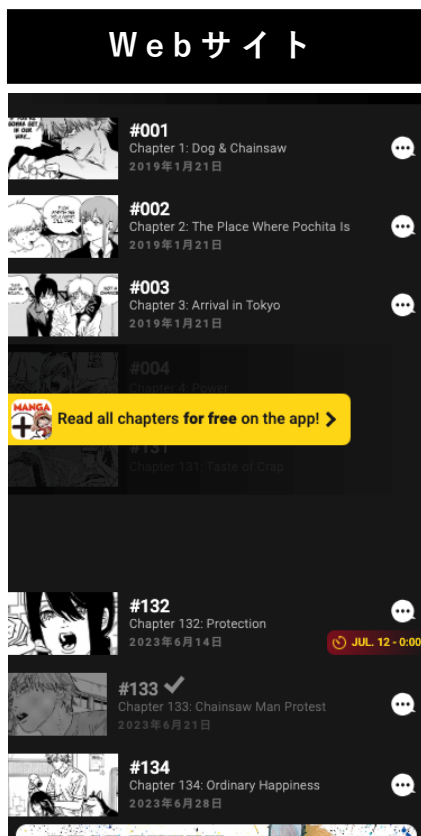 Webサイト
#001
Chapter 1: Dog & Chainsaw
2019年1月21日
#002
Chapter 2: The Place Where Pochita Is
2019年1月21日
#003
Chapter 3: Arrival in Tokyo
2019年1月21日
#004
Chapter 4: Power
MANGA
Read all chapters for free on the app!
#131
Chapter 131: Taste of Crap
#132
Chapter 132: Protection
2023年6月14日
JUL. 12 - 0:00
#133
Chapter 133: Chainsaw Man Protest
2023年6月21日
#134
Chapter 134: Ordinary Happiness
2023年6月28日